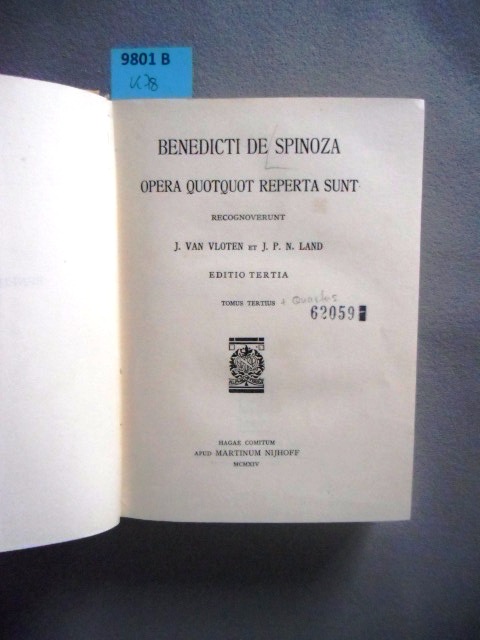 9801 B
BENEDICTI DE SPINOZA
OPERA QUOTQUOT REPERTA SUNT
RECOGNOVERUNT
J. VAN VLOTEN ET J. P. N. LAND
EDITIO TERTIA
TOMUS TERTIUS + Quartus
62059
HAGAE COMITUM
APUD MARTINUM NIJHOFF
MCMXIV